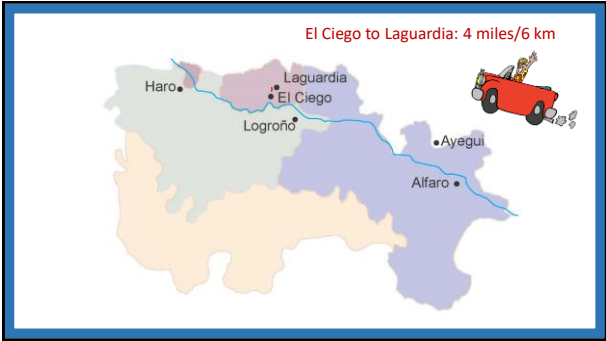 El Ciego to Laguardia: 4 miles/6 km
Laguardia
Haro
El Ciego
Logroño
Ayegui
Alfaro